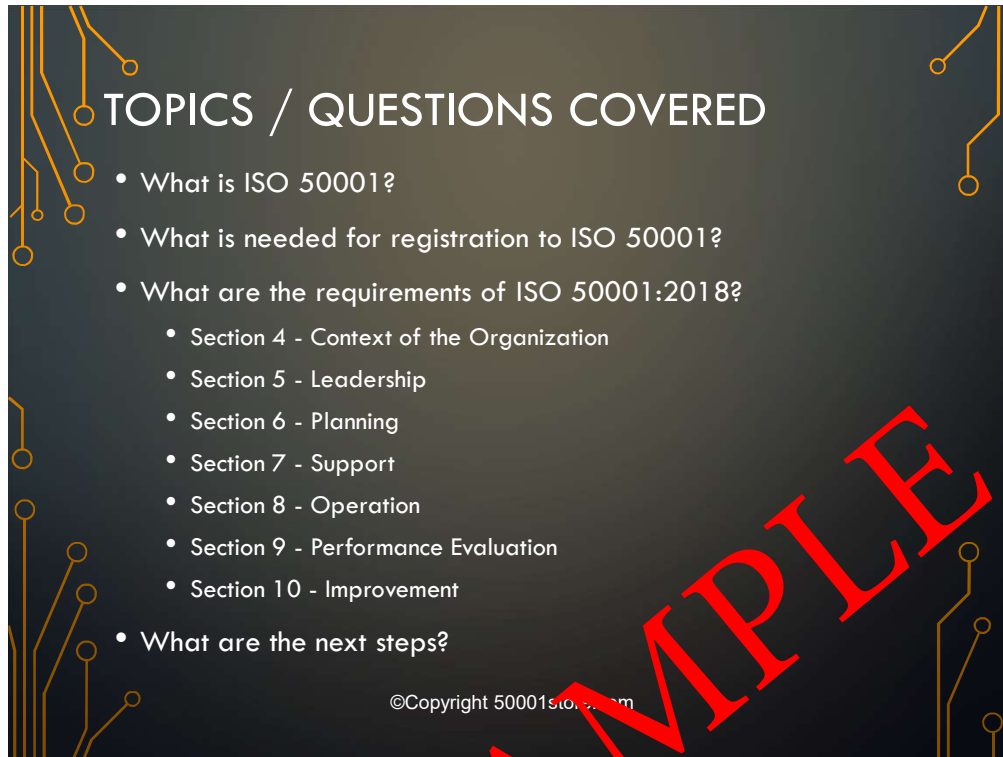 TOPICS / QUESTIONS COVERED
• What is ISO 50001?
• What is needed for registration to ISO 50001?
• What are the requirements of ISO 50001:2018?
• Section 4 - Context of the Organization
• Section 5 - Leadership
• Section 6 - Planning
• Section 7 - Support
• Section 8 - Operation
• Section 9 - Performance Evaluation
• Section 10 - Improvement
• What are the next steps?
©Copyright
AMPLE